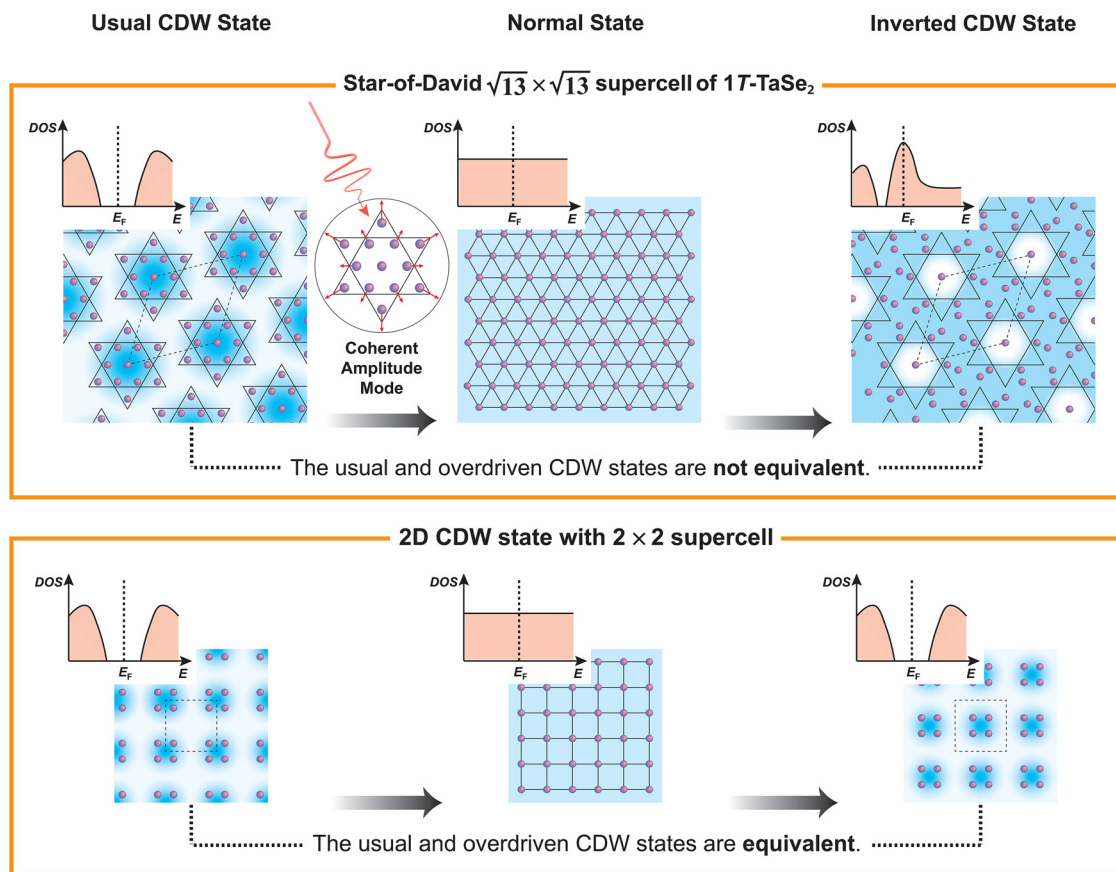 Usual CDW State
Normal State
Inverted CDW State
Star-of-David √13 × √13 supercell of 1T-TaSe₂
DOS
E_F
E
DOS
E_F
E
DOS
E_F
E
Coherent
Amplitude
Mode
The usual and overdriven CDW states are not equivalent.
2D CDW state with 2 × 2 supercell
DOS
E_F
E
DOS
E_F
E
DOS
E_F
E
The usual and overdriven CDW states are equivalent.